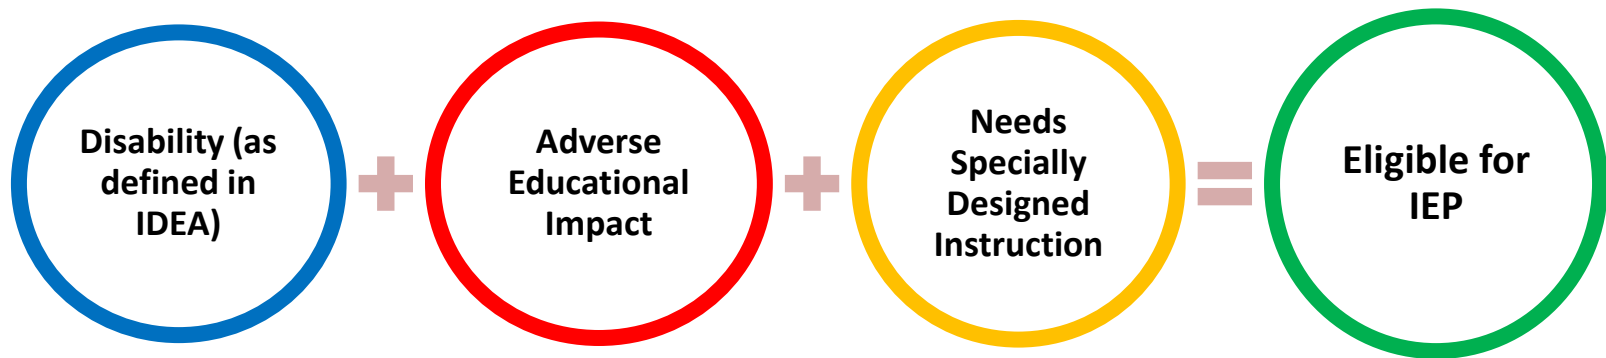 Disability (as
defined in
IDEA)
Adverse
Educational
Impact
Needs
Specially
Designed
Instruction
Eligible for
IEP